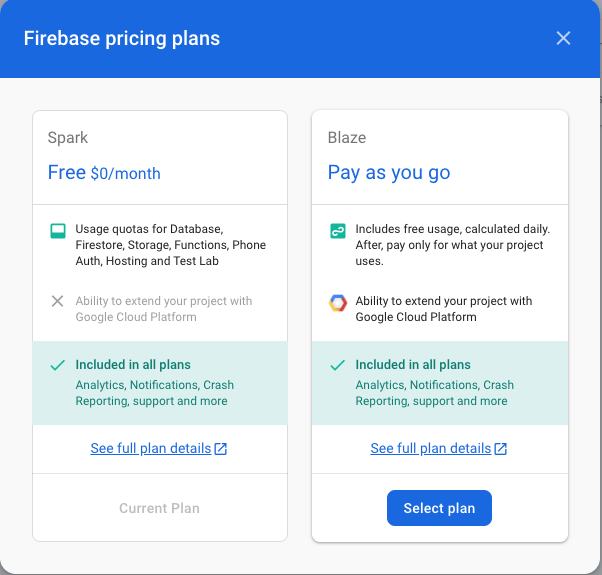 Firebase pricing plans
Spark
Free $0/month
Usage quotas for Database,
Firestore, Storage, Functions, Phone
Auth, Hosting and Test Lab
Ability to extend your project with
Google Cloud Platform
Included in all plans
Analytics, Notifications, Crash
Reporting, support and more
See full plan details
Current Plan
Blaze
Pay as you go
Includes free usage, calculated daily.
After, pay only for what your project
uses.
Ability to extend your project with
Google Cloud Platform
Included in all plans
Analytics, Notifications, Crash
Reporting, support and more
See full plan details
Select plan